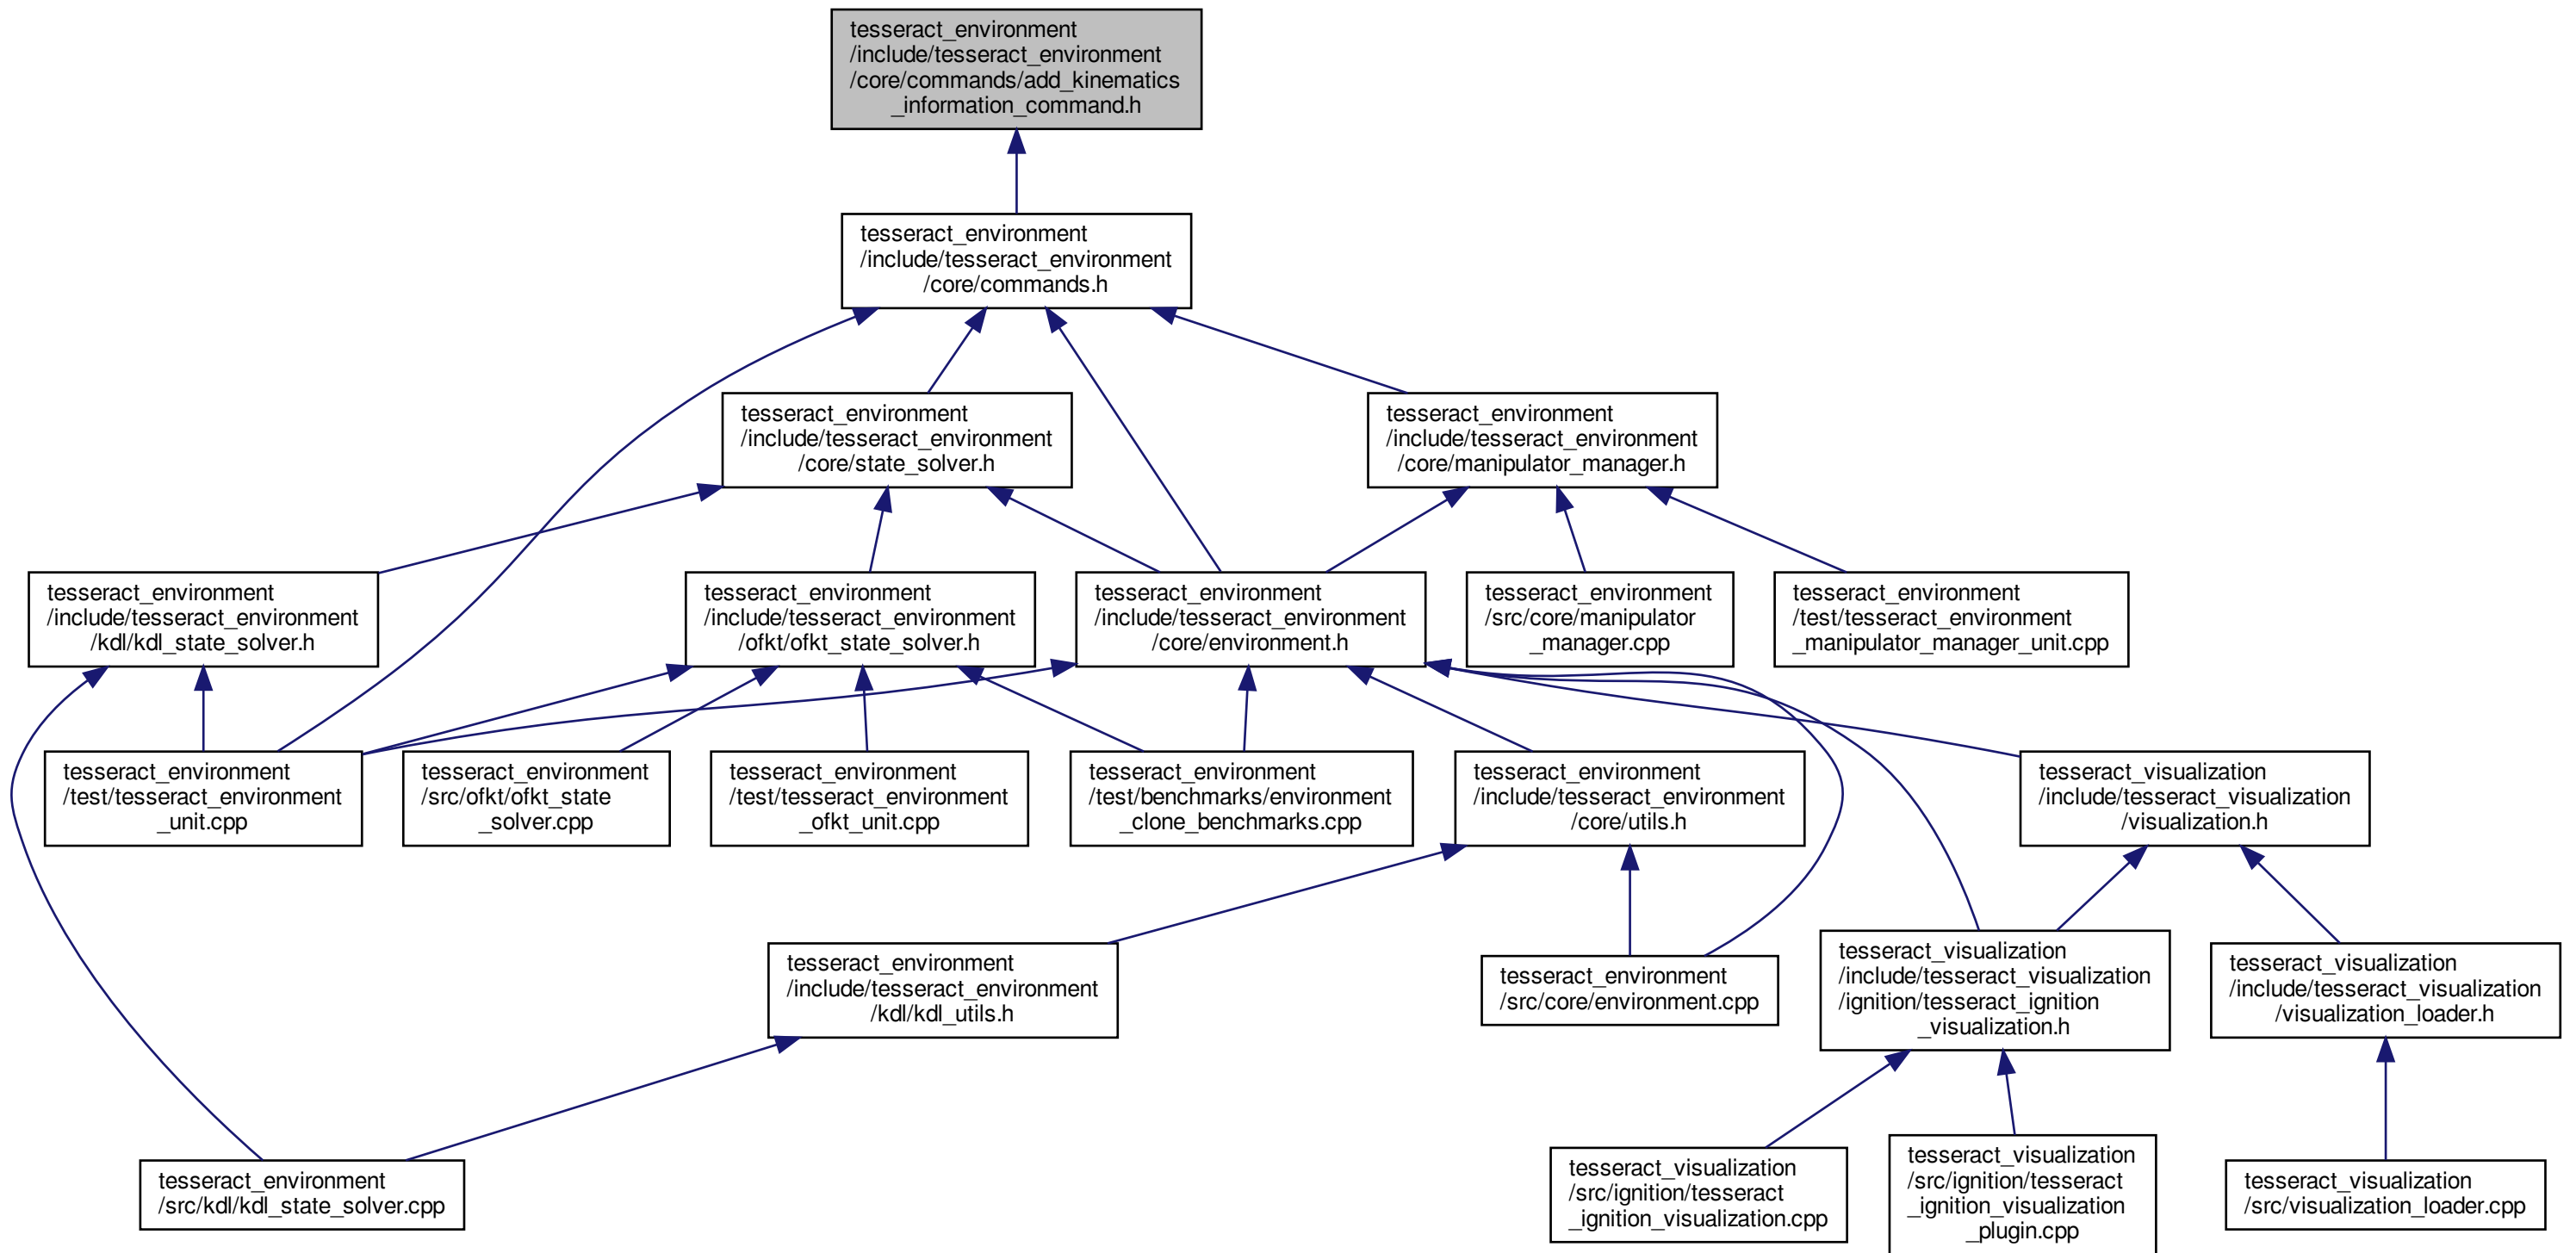 tesseract_environment
/include/tesseract_environment
/core/commands/add_kinematics
_information_command.h
tesseract_environment
/include/tesseract_environment
/core/commands.h
tesseract_environment
/include/tesseract_environment
/core/state_solver.h
tesseract_environment
/include/tesseract_environment
/core/manipulator_manager.h
tesseract_environment
/include/tesseract_environment
/kdl/kdl_state_solver.h
tesseract_environment
/include/tesseract_environment
/ofkt/ofkt_state_solver.h
tesseract_environment
/include/tesseract_environment
/core/environment.h
tesseract_environment
/src/core/manipulator
_manager.cpp
tesseract_environment
/test/tesseract_environment
_manipulator_manager_unit.cpp
tesseract_environment
/test/tesseract_environment
_unit.cpp
tesseract_environment
/src/ofkt/ofkt_state
_solver.cpp
tesseract_environment
/test/tesseract_environment
_ofkt_unit.cpp
tesseract_environment
/test/benchmarks/environment
_clone_benchmarks.cpp
tesseract_environment
/include/tesseract_environment
/core/utils.h
tesseract_visualization
/include/tesseract_visualization
/visualization.h
tesseract_environment
/include/tesseract_environment
/kdl/kdl_utils.h
tesseract_environment
/src/core/environment.cpp
tesseract_visualization
/include/tesseract_visualization
/ignition/tesseract_ignition
_visualization.h
tesseract_visualization
/include/tesseract_visualization
/visualization_loader.h
tesseract_environment
/src/kdl/kdl_state_solver.cpp
tesseract_visualization
/src/ignition/tesseract
_ignition_visualization.cpp
tesseract_visualization
/src/ignition/tesseract
_ignition_visualization
_plugin.cpp
tesseract_visualization
/src/visualization_loader.cpp